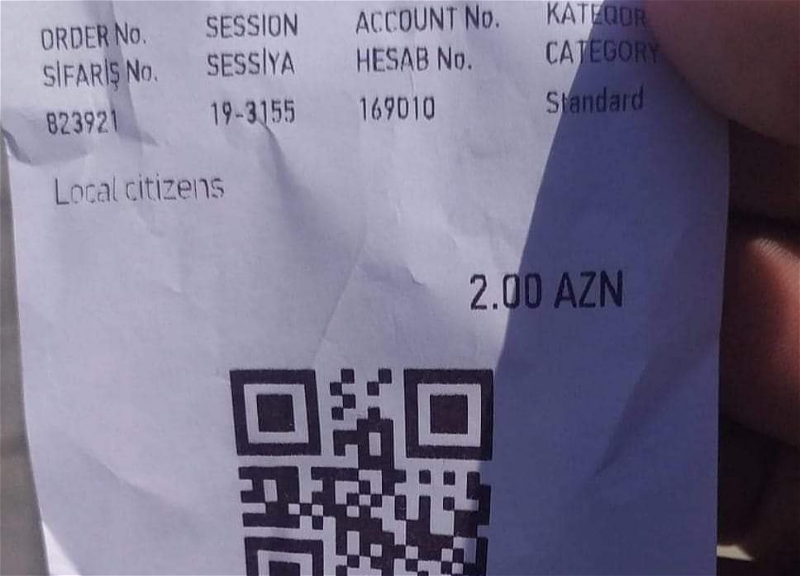 ORDER No. SESSION ACCOUNT No. KATEQOR
SİFARİŞ No. SESSİYA HESAB No. CATEGORY
823921 19-3155 169010 Standard
Local citizens
2.00 AZN